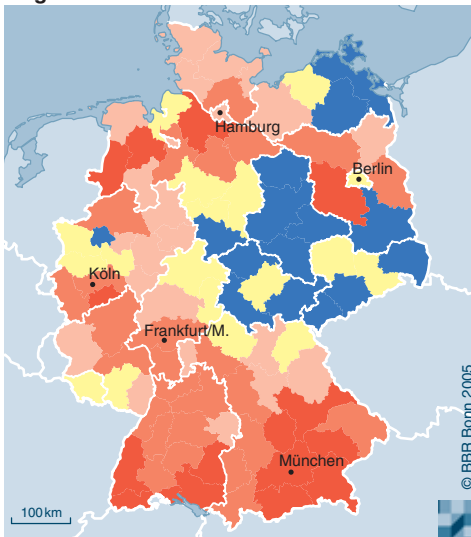 Hamburg
Berlin
Köln
Frankfurt/M.
München
100 km
© BBR Bonn 2005